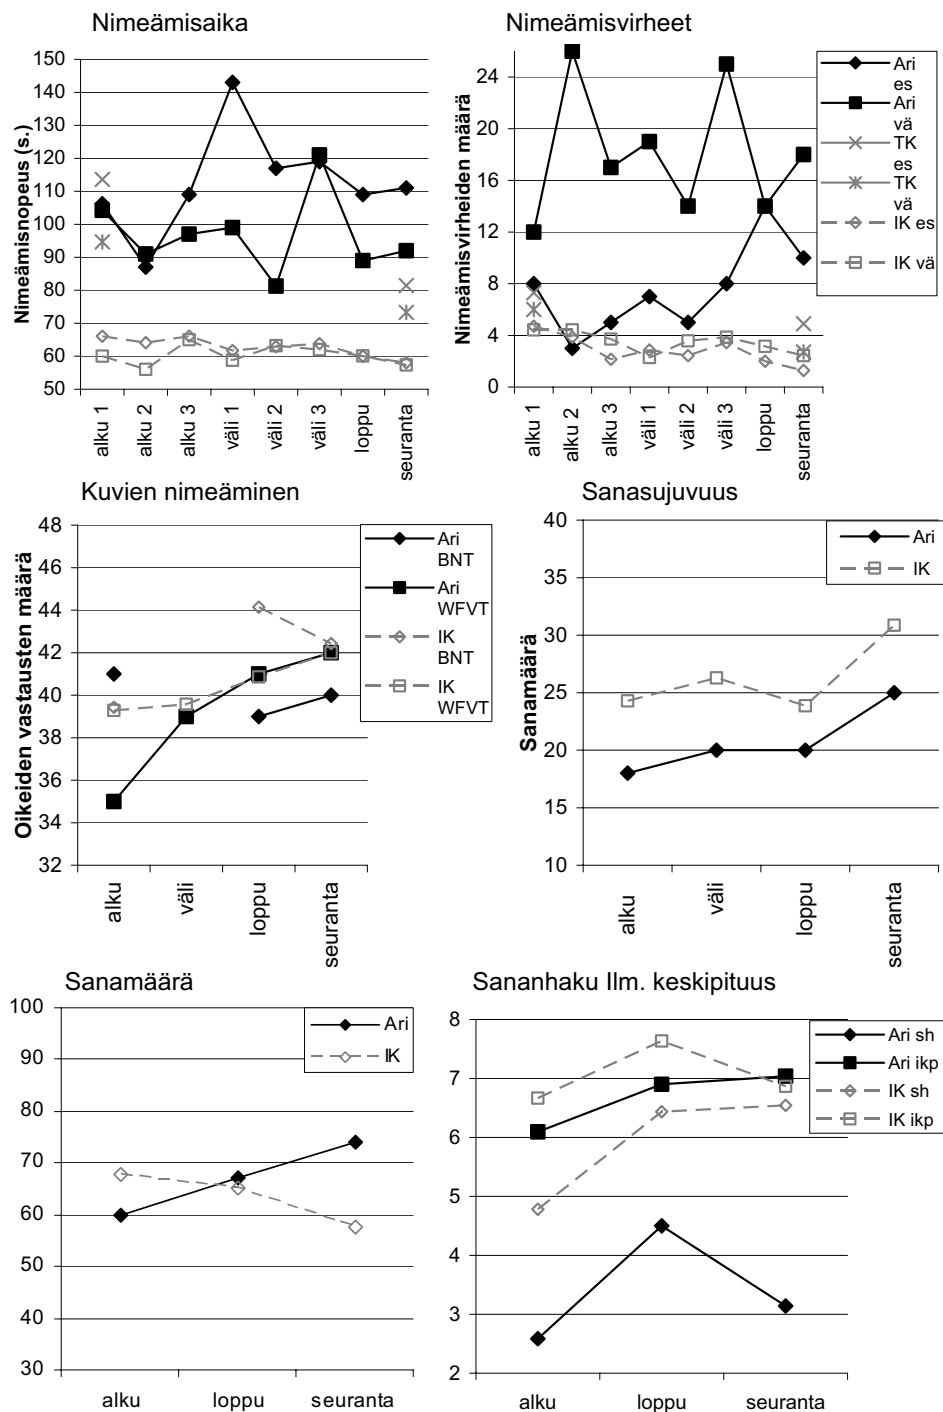 Nimeämisaika
Nimeämisnopeus (s.)
150
140
130
120
110
100
90
80
70
60
50
alku 1
alku 2
alku 3
väli 1
väli 2
väli 3
loppu
seuranta
Nimeämisvirheet
Nimeämisvirheiden määrä
24
20
16
12
8
4
0
alku 1
alku 2
alku 3
väli 1
väli 2
väli 3
loppu
seuranta
Ari
es
Ari
vä
TK
es
TK
vä
IK es
IK vä
Kuvien nimeäminen
Oikeiden vastausten määrä
48
46
44
42
40
38
36
34
32
alku
väli
loppu
seuranta
Ari
BNT
Ari
WFVT
IK
BNT
IK
WFVT
Sanasujuvuus
Sanamäärä
40
35
30
25
20
15
10
alku
väli
loppu
seuranta
Ari
IK
Sanamäärä
100
90
80
70
60
50
40
30
alku
loppu
seuranta
Ari
IK
Sananhaku Ilm. keskipituus
8
7
6
5
4
3
2
alku
loppu
seuranta
Ari sh
Ari ikp
IK sh
IK ikp